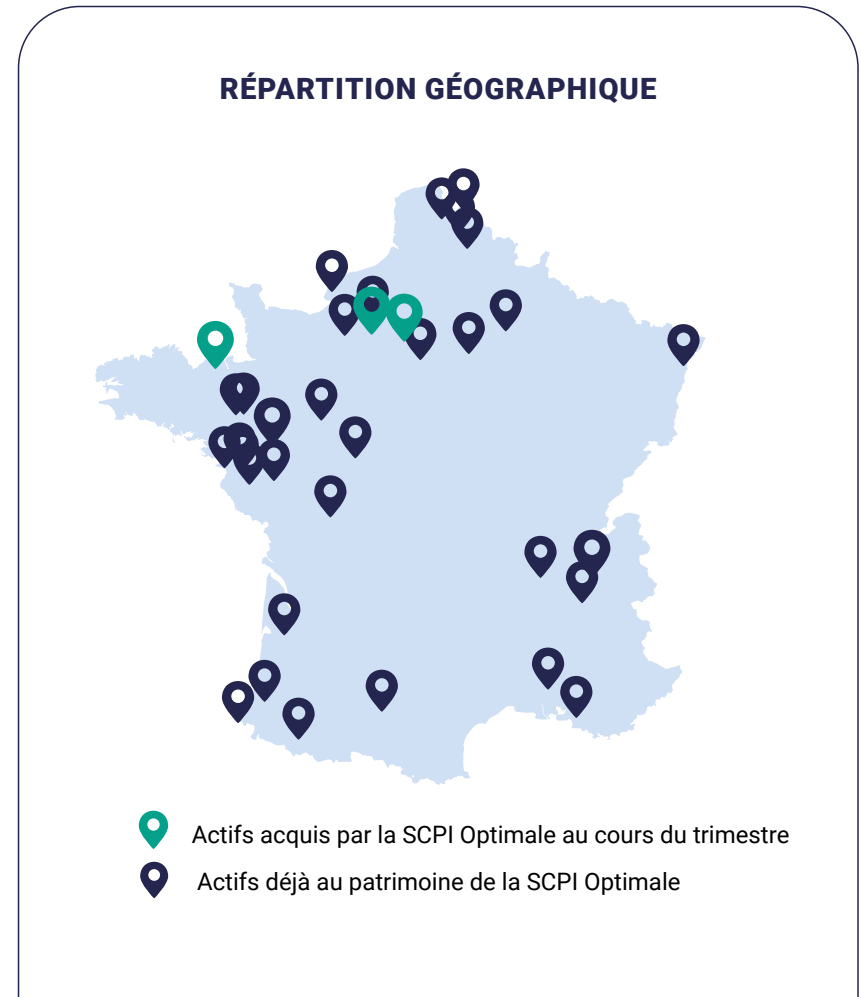 RÉPARTITION GÉOGRAPHIQUE
Actifs acquis par la SCPI Optimale au cours du trimestre
Actifs déjà au patrimoine de la SCPI Optimale